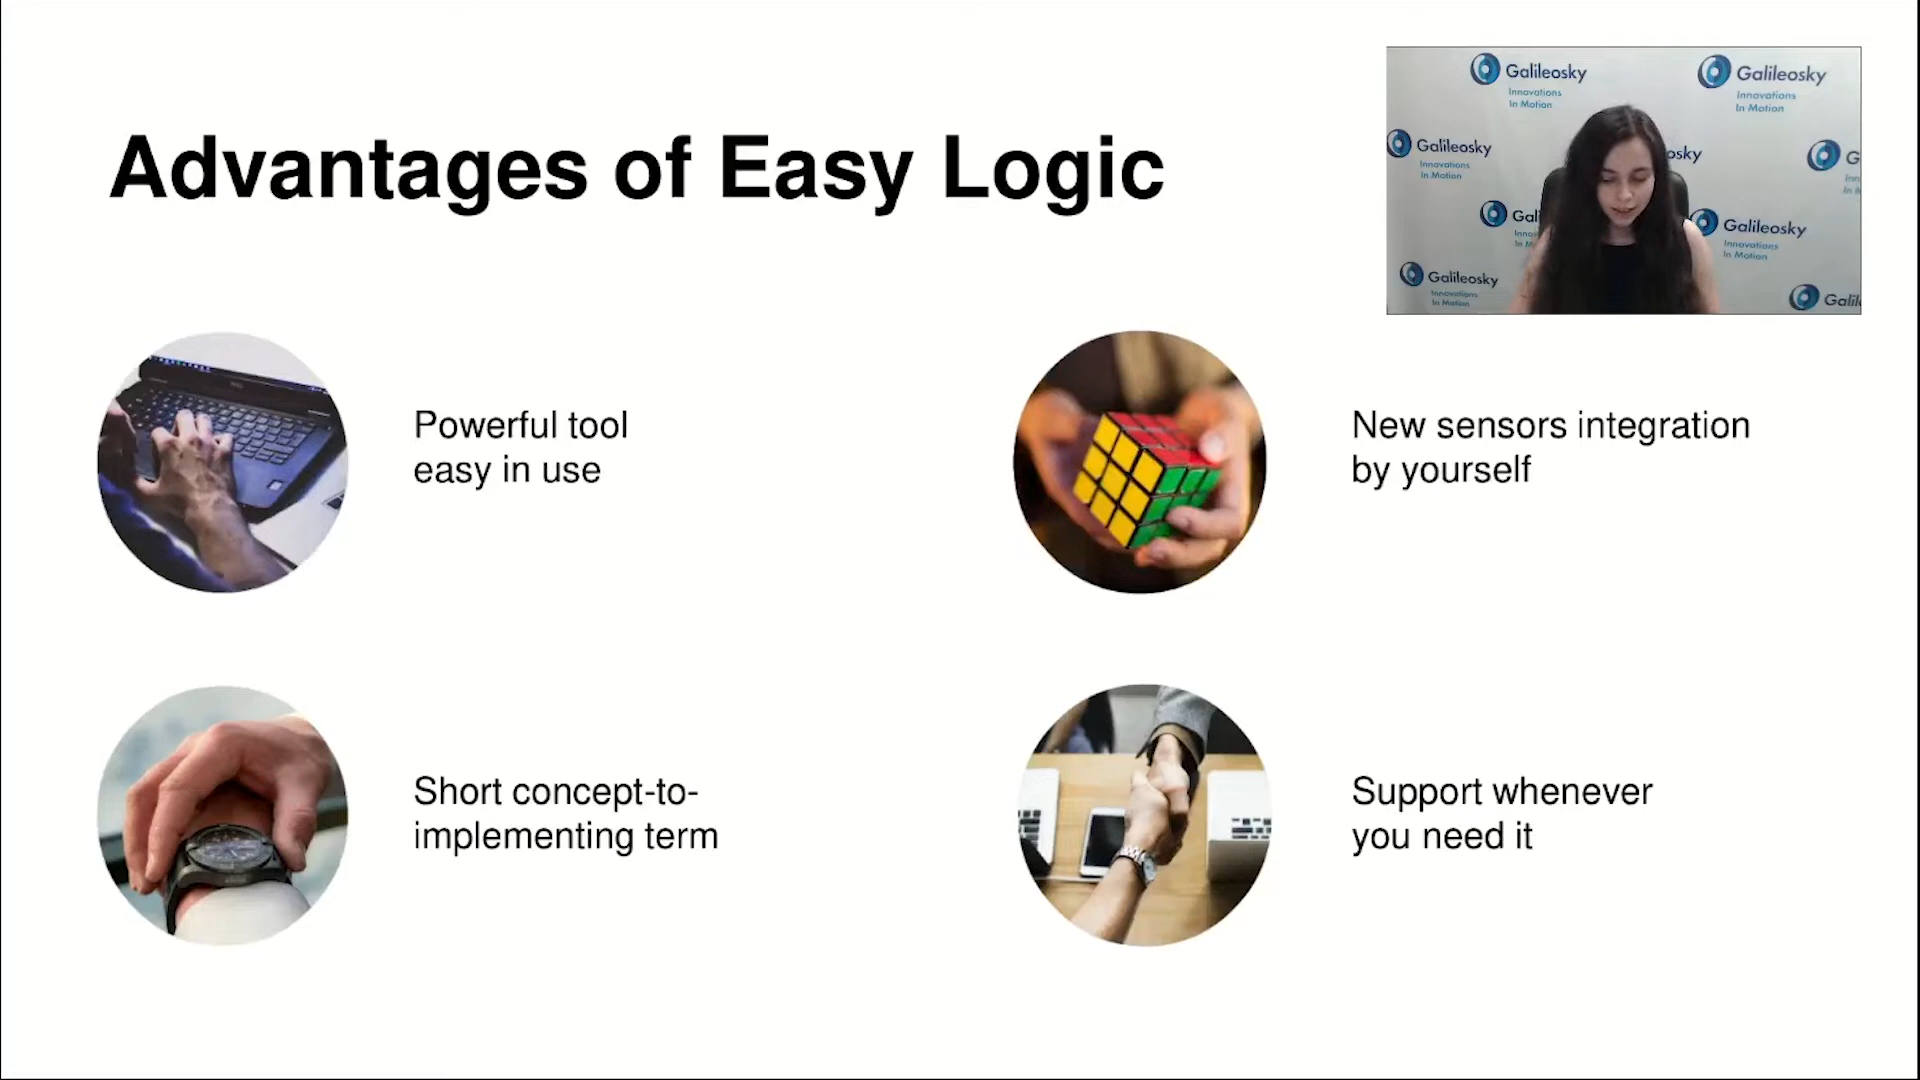 Advantages of Easy Logic
Galileosky
Innovations
In Motion
Galileosky
Innovations
In Motion
Galileosky
Innovations
In Motion
Galileosky
Innovations
In Motion
Galileosky
Innovations
In Motion
Powerful tool
easy in use
New sensors integration
by yourself
Short concept-to-
implementing term
Support whenever
you need it